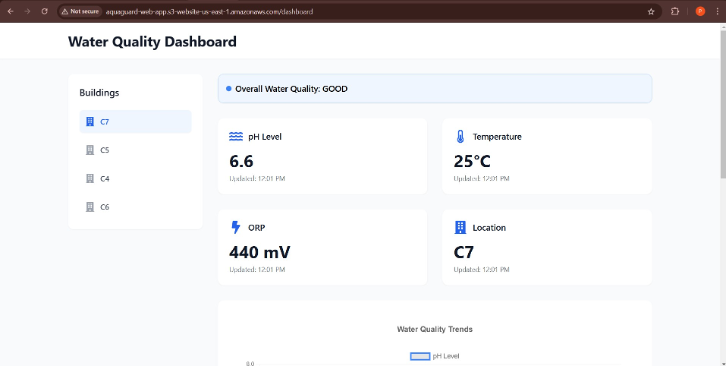 Not secure aquaguard-web-app.s3-website-us-east-1.amazonaws.com/dashboard
Water Quality Dashboard
Buildings
C7
C5
C4
C6
Overall Water Quality: GOOD
pH Level
6.6
Updated: 12:01 PM
Temperature
25°C
Updated: 12:01 PM
ORP
440 mV
Updated: 12:01 PM
Location
C7
Updated: 12:01 PM
Water Quality Trends
pH Level
8.0